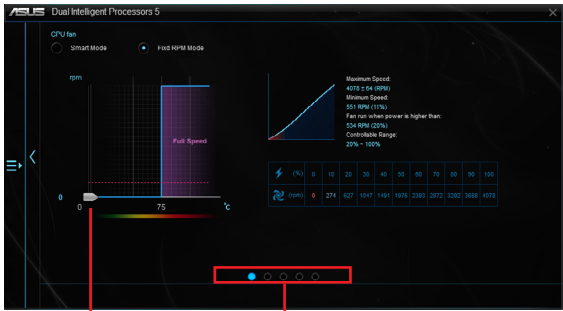 ASUS Dual Intelligent Processors 5
CPU fan
Smart Mode Fixd RPM Mode
rpm
Full Speed
0
0 75 °C
Maximum Speed:
4078 ± 64 (RPM)
Minimum Speed:
551 RPM (11%)
Fan run when power is higher than:
534 RPM (20%)
Controllable Range:
20% ~ 100%
(%) 0 10 20 30 40 50 60 70 80 90 100
(rpm) 0 274 627 1047 1491 1976 2393 2872 3282 3688 4078